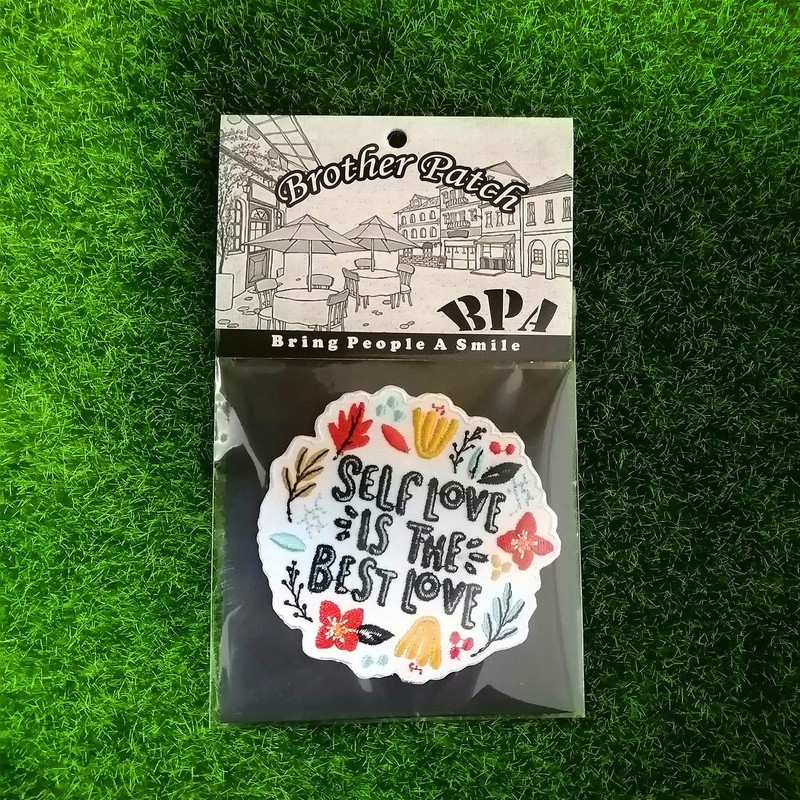 Brother Patch
BPA
Bring People A Smile
SELF LOVE
IS THE
BEST LOVE